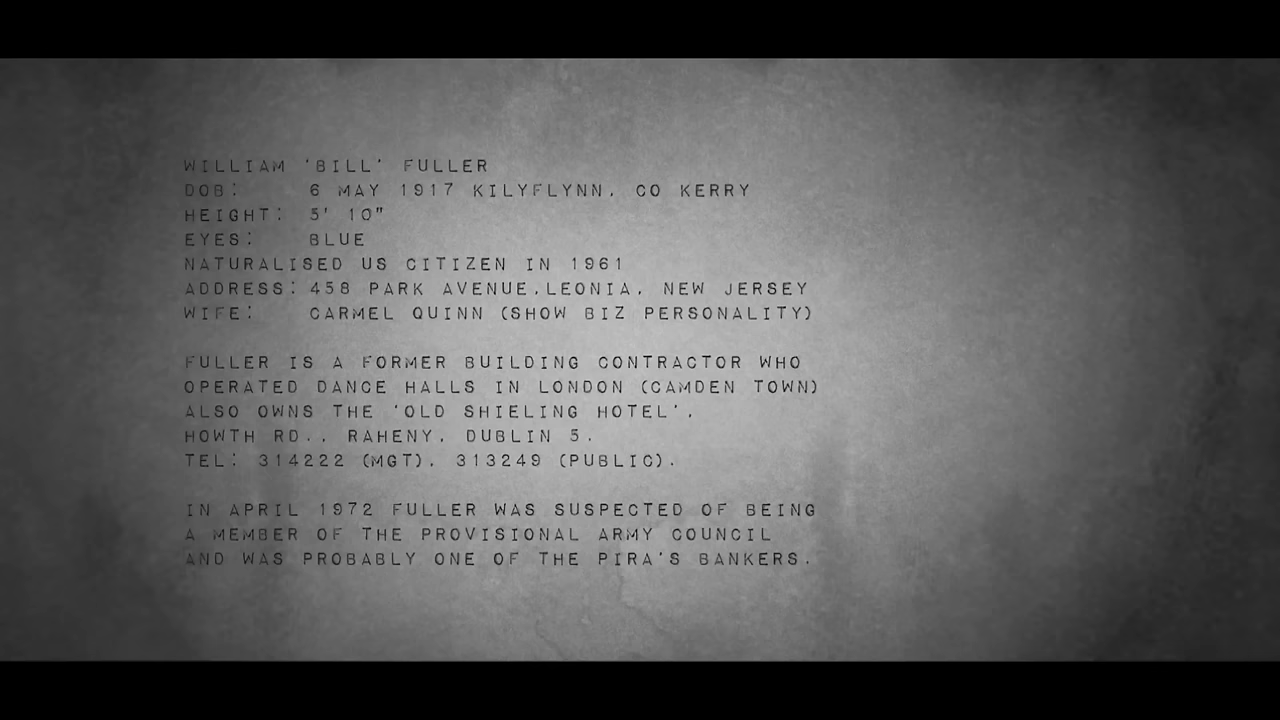 WILLIAM 'BILL' FULLER
DOB: 6 MAY 1917 KILYFLYNN, CO KERRY
HEIGHT: 5' 10"
EYES: BLUE
NATURALISED US CITIZEN IN 1961
ADDRESS: 458 PARK AVENUE,LEONIA, NEW JERSEY
WIFE: CARMEL QUINN (SHOW BIZ PERSONALITY)
FULLER IS A FORMER BUILDING CONTRACTOR WHO
OPERATED DANCE HALLS IN LONDON (CAMDEN TOWN)
ALSO OWNS THE 'OLD SHIELING HOTEL',
HOWTH RD., RAHENY, DUBLIN 5.
TEL: 314222 (MGT), 313249 (PUBLIC).
IN APRIL 1972 FULLER WAS SUSPECTED OF BEING
A MEMBER OF THE PROVISIONAL ARMY COUNCIL
AND WAS PROBABLY ONE OF THE PIRA'S BANKERS.